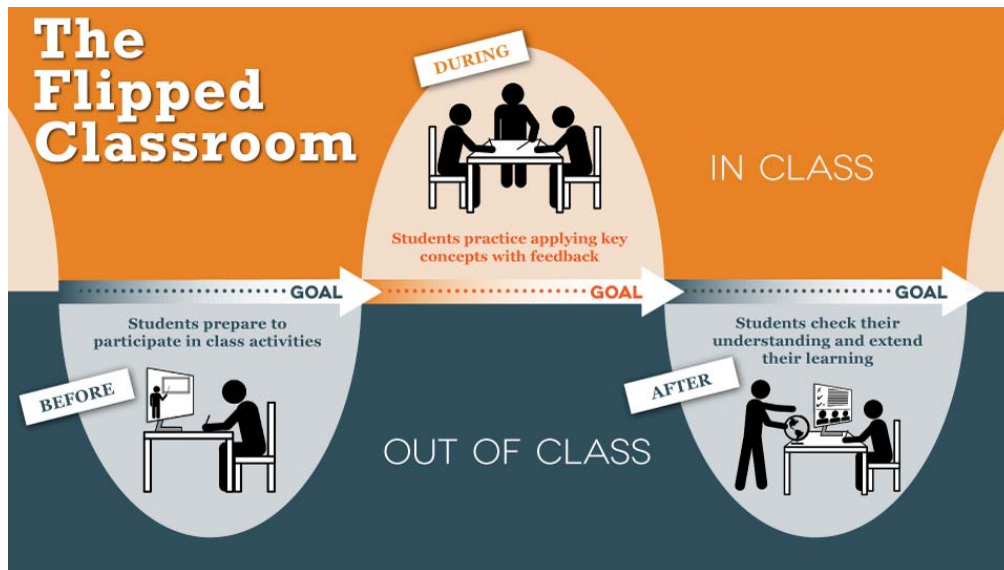 The
Flipped
Classroom
DURING
IN CLASS
Students practice applying key
concepts with feedback
GOAL
GOAL
GOAL
Students prepare to
participate in class activities
BEFORE
OUT OF CLASS
Students check their
understanding and extend
their learning
AFTER